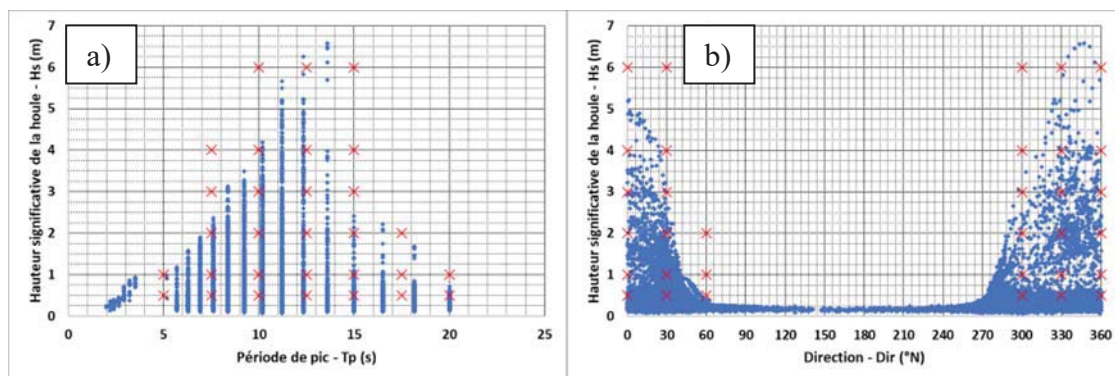 a)
Hauteur significative de la houle - Hs (m)
7
6
5
4
3
2
1
0
0 5 10 15 20 25
Période de pic - Tp (s)
b)
Hauteur significative de la houle - Hs (m)
7
6
5
4
3
2
1
0
0 30 60 90 120 150 180 210 240 270 300 330 360
Direction - Dir (°N)